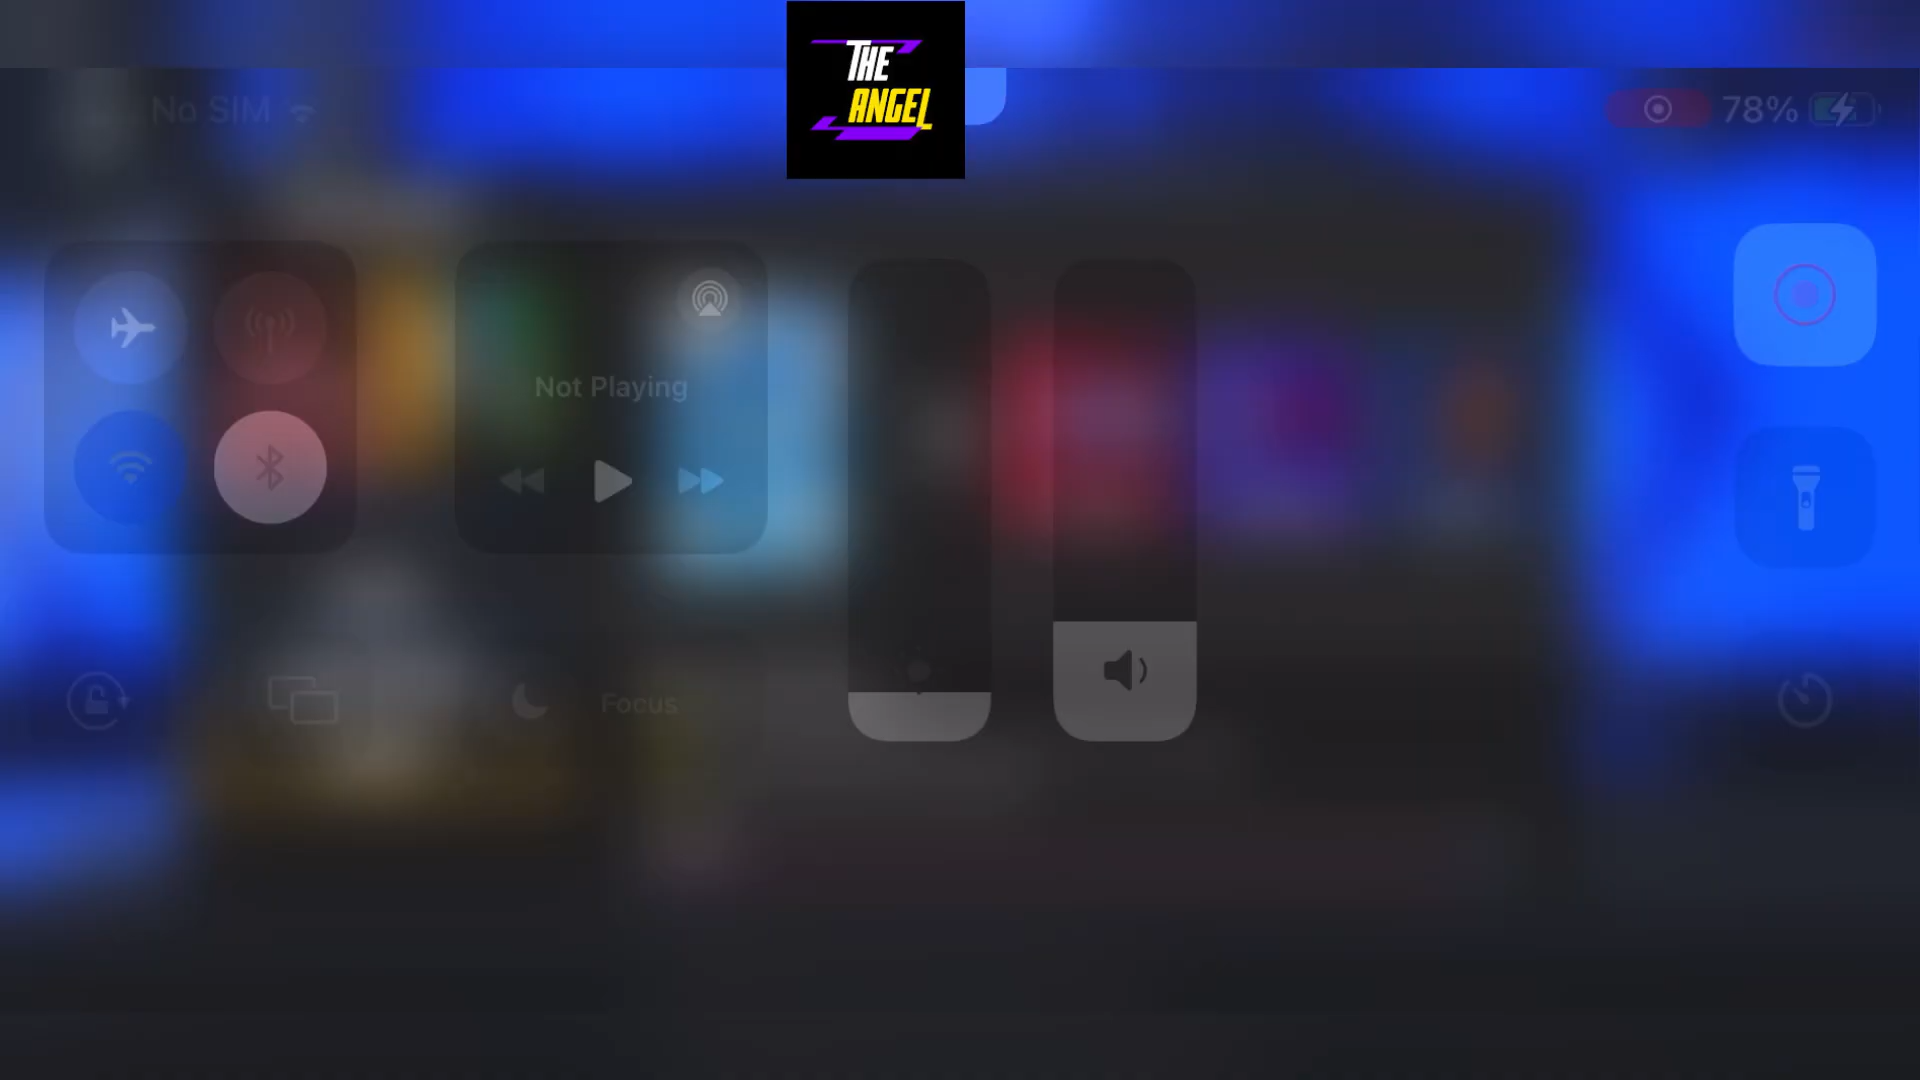 THE
ANGEL
No SIM
78%
Not Playing
Focus